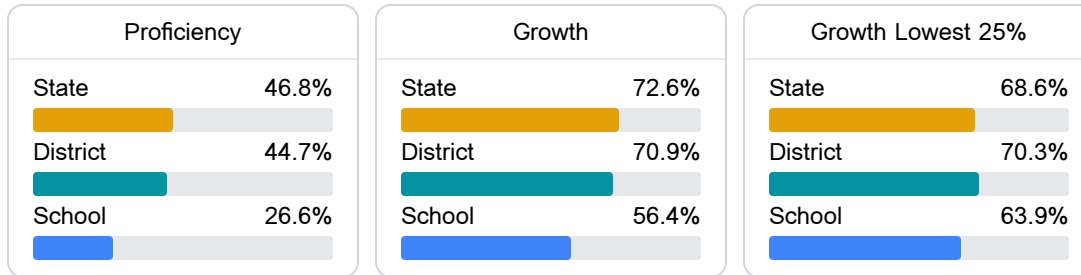 Proficiency
State 46.8%
District 44.7%
School 26.6%
Growth
State 72.6%
District 70.9%
School 56.4%
Growth Lowest 25%
State 68.6%
District 70.3%
School 63.9%